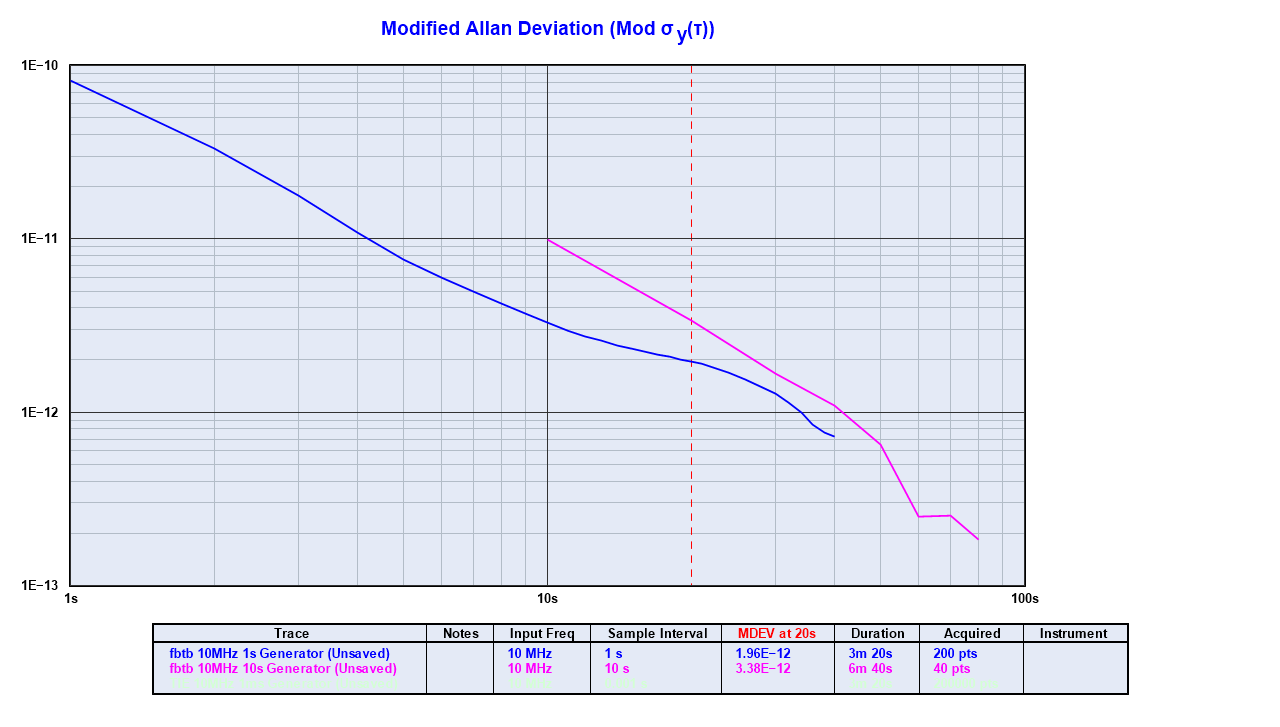 Modified Allan Deviation (Mod σ y(τ))
1E−10
1E−11
1E−12
1E−13
1s 10s 100s
Trace Notes Input Freq Sample Interval MDEV at 20s Duration Acquired Instrument
fbtb 10MHz 1s Generator (Unsaved) 10 MHz 1 s 1.96E−12 3m 20s 200 pts
fbtb 10MHz 10s Generator (Unsaved) 10 MHz 10 s 3.38E−12 6m 40s 40 pts